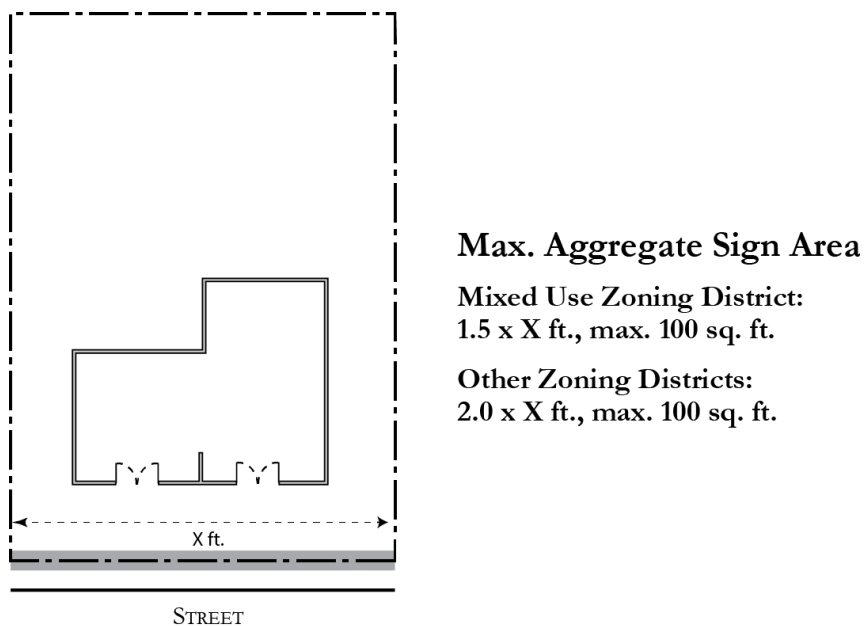 Max. Aggregate Sign Area
Mixed Use Zoning District:
1.5 x X ft., max. 100 sq. ft.
Other Zoning Districts:
2.0 x X ft., max. 100 sq. ft.
X ft.
STREET